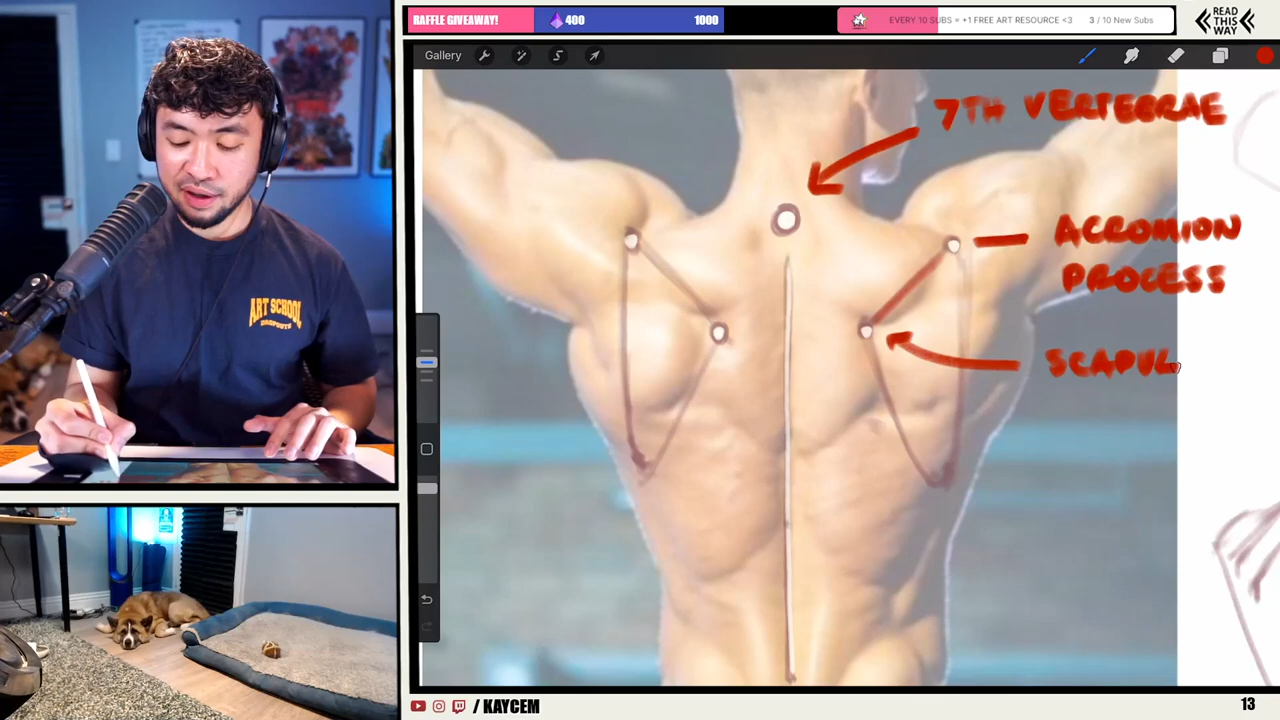 RAFFLE GIVEAWAY!
400
1000
EVERY 10 SUBS = +1 FREE ART RESOURCE <3
3 / 10 New Subs
READ
THIS
WAY
Gallery
7TH VERTEBRAE
ACROMION
PROCESS
SCAPUL
ART SCHOOL
DROPOUTS
/ KAYCEM
13